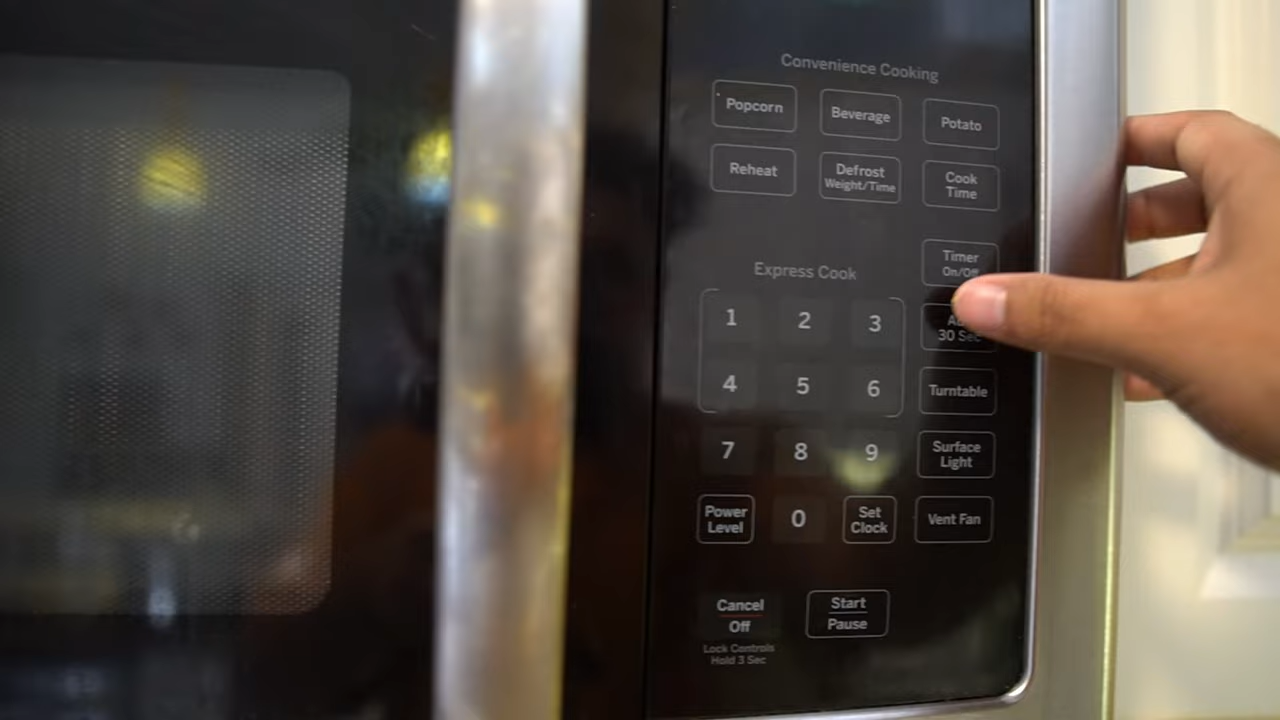 Convenience Cooking
Popcorn
Beverage
Potato
Reheat
Defrost
Weight/Time
Cook
Time
Timer
On/Off
Express Cook
1 2 3
30 Sec
4 5 6
Turntable
7 8 9
Surface
Light
Power
Level
0
Set
Clock
Vent Fan
Cancel
Off
Start
Pause
Lock Controls
Hold 3 Sec